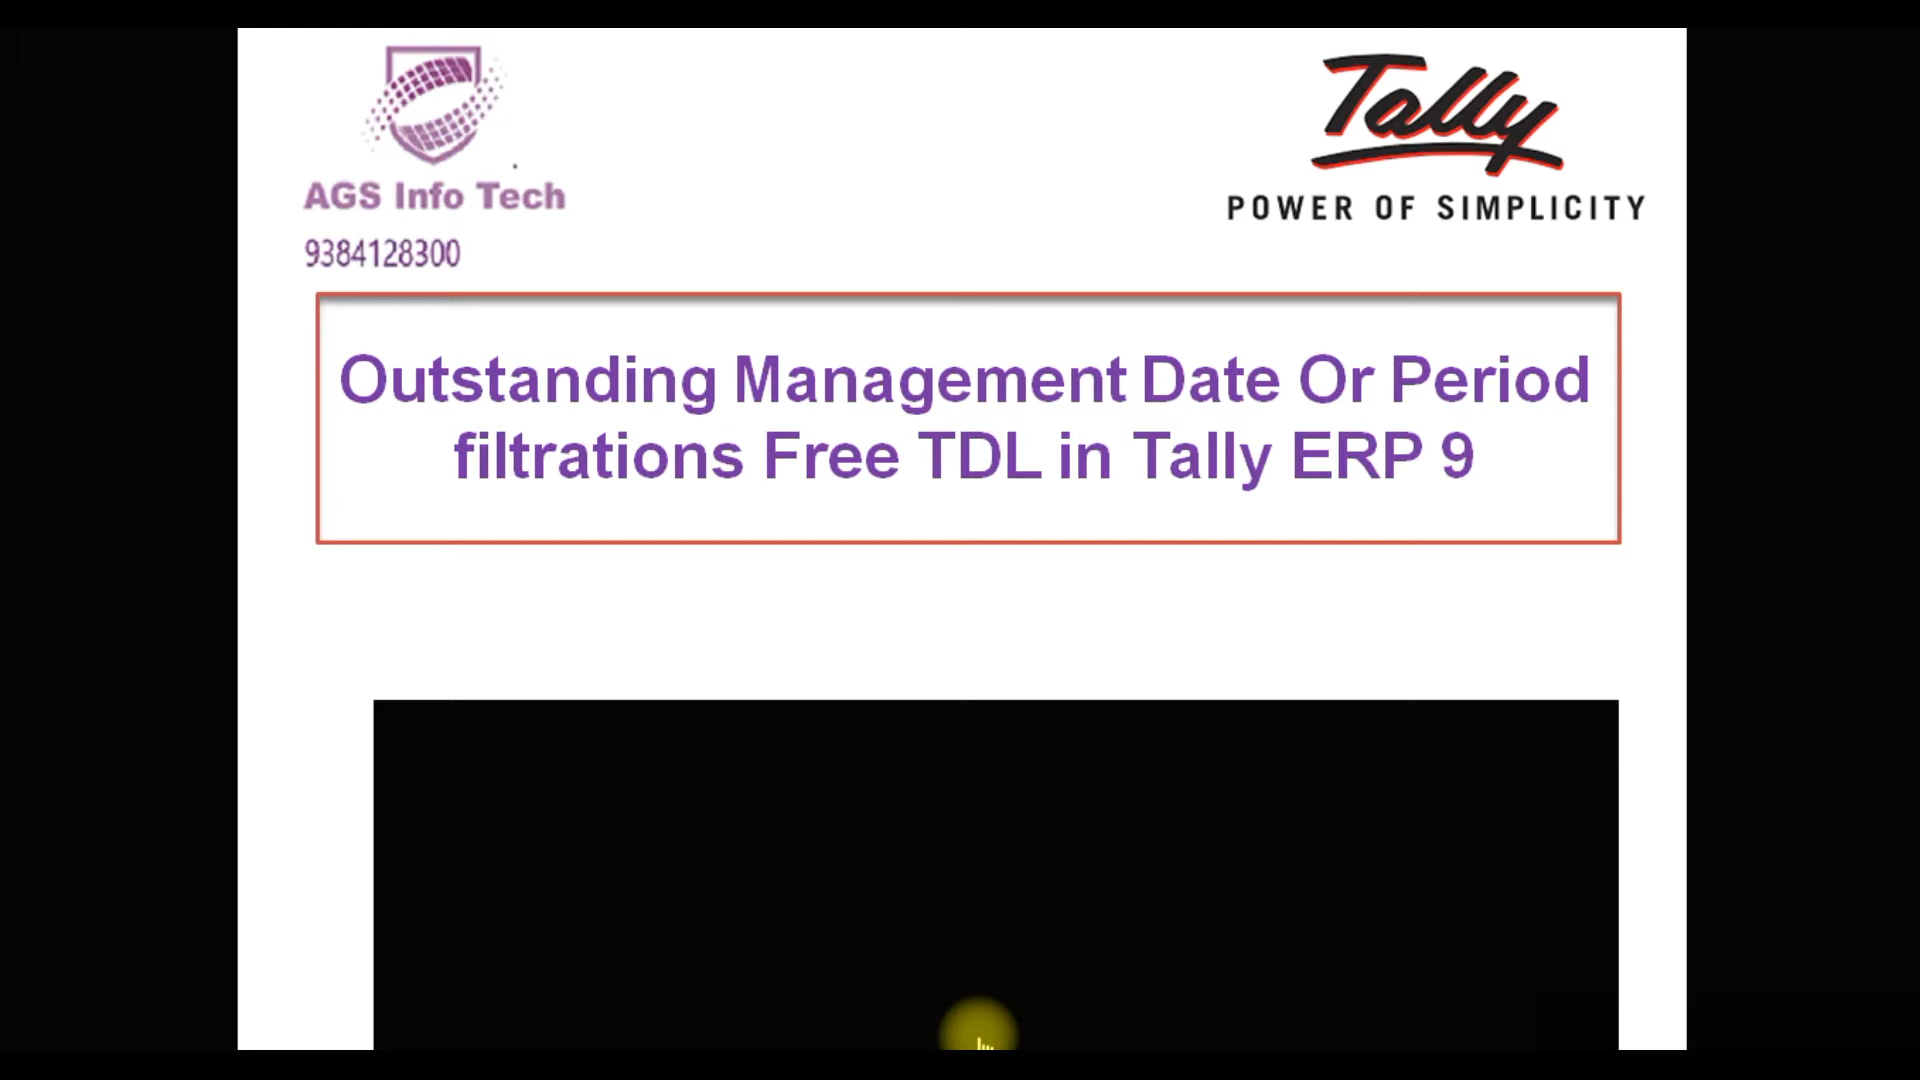 AGS Info Tech
9384128300
Tally
POWER OF SIMPLICITY
Outstanding Management Date Or Period
filtrations Free TDL in Tally ERP 9